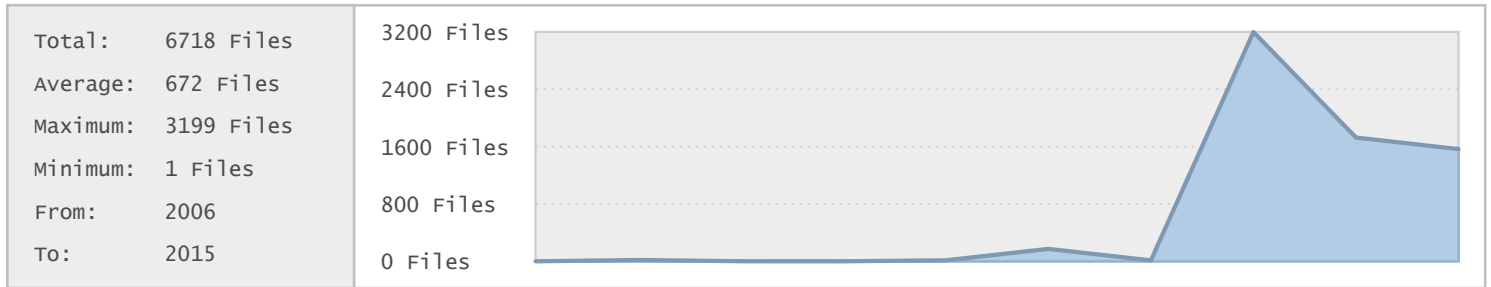 Total: 6718 Files
Average: 672 Files
Maximum: 3199 Files
Minimum: 1 Files
From: 2006
To: 2015
3200 Files
2400 Files
1600 Files
800 Files
0 Files